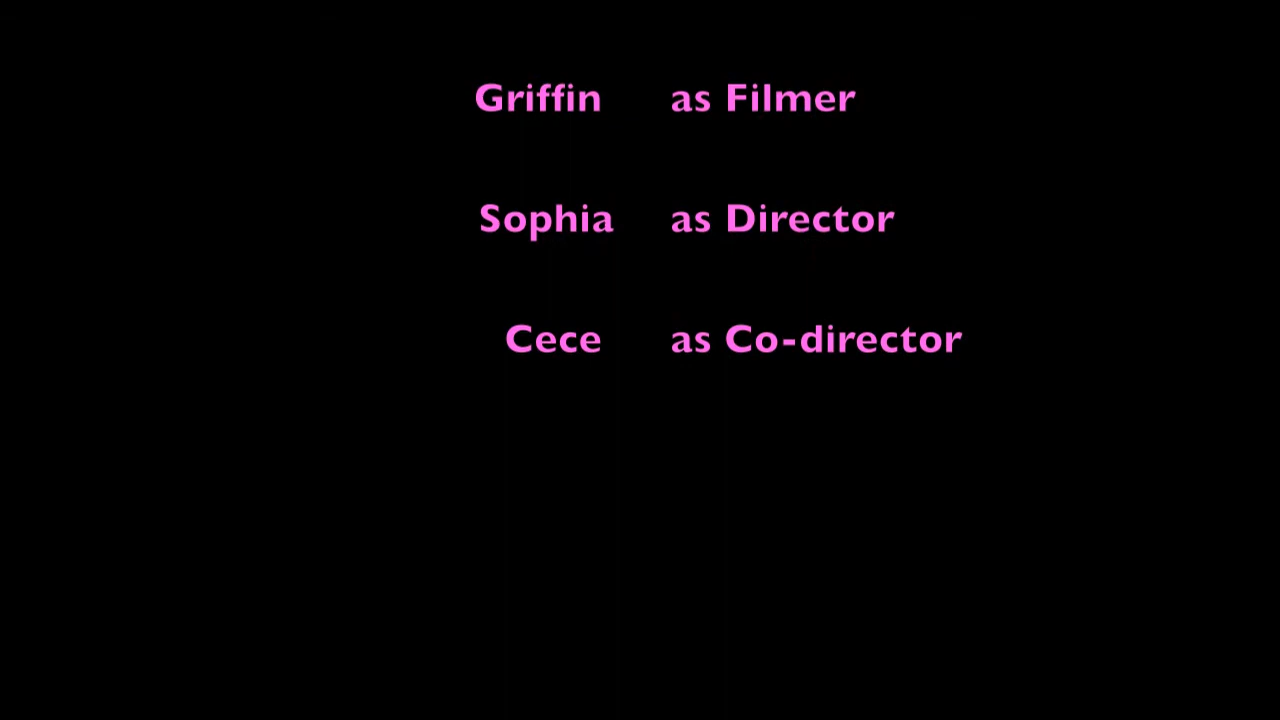 Griffin as Filmer
Sophia as Director
Cece as Co-director